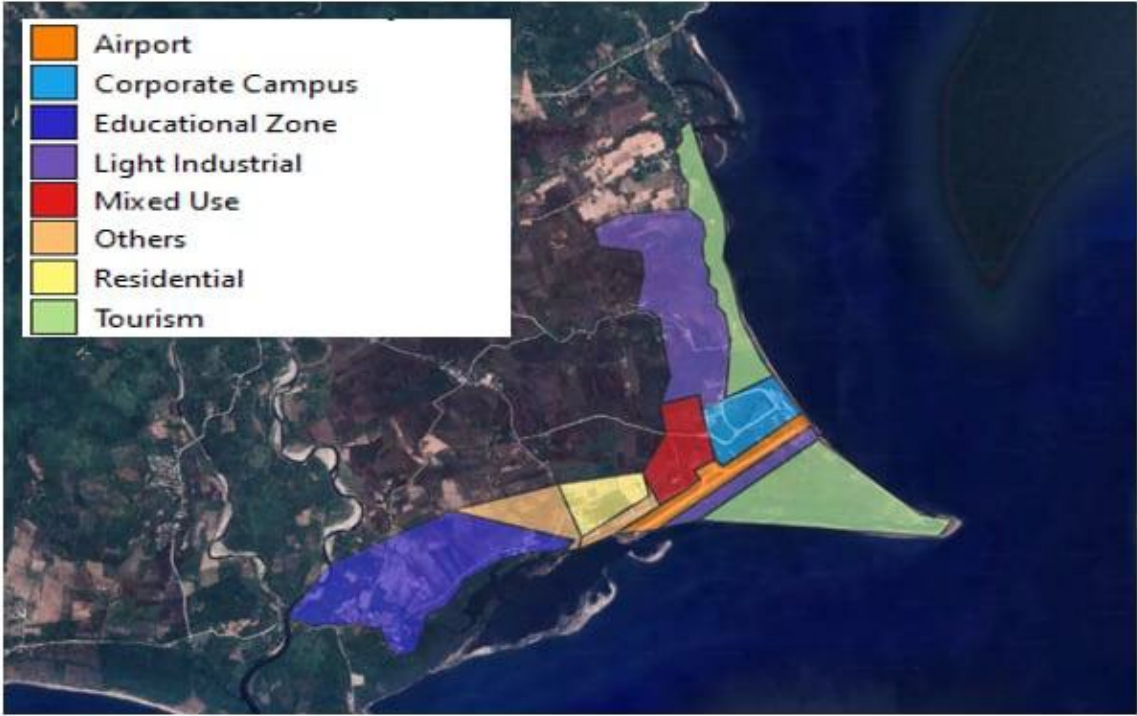 Airport
Corporate Campus
Educational Zone
Light Industrial
Mixed Use
Others
Residential
Tourism